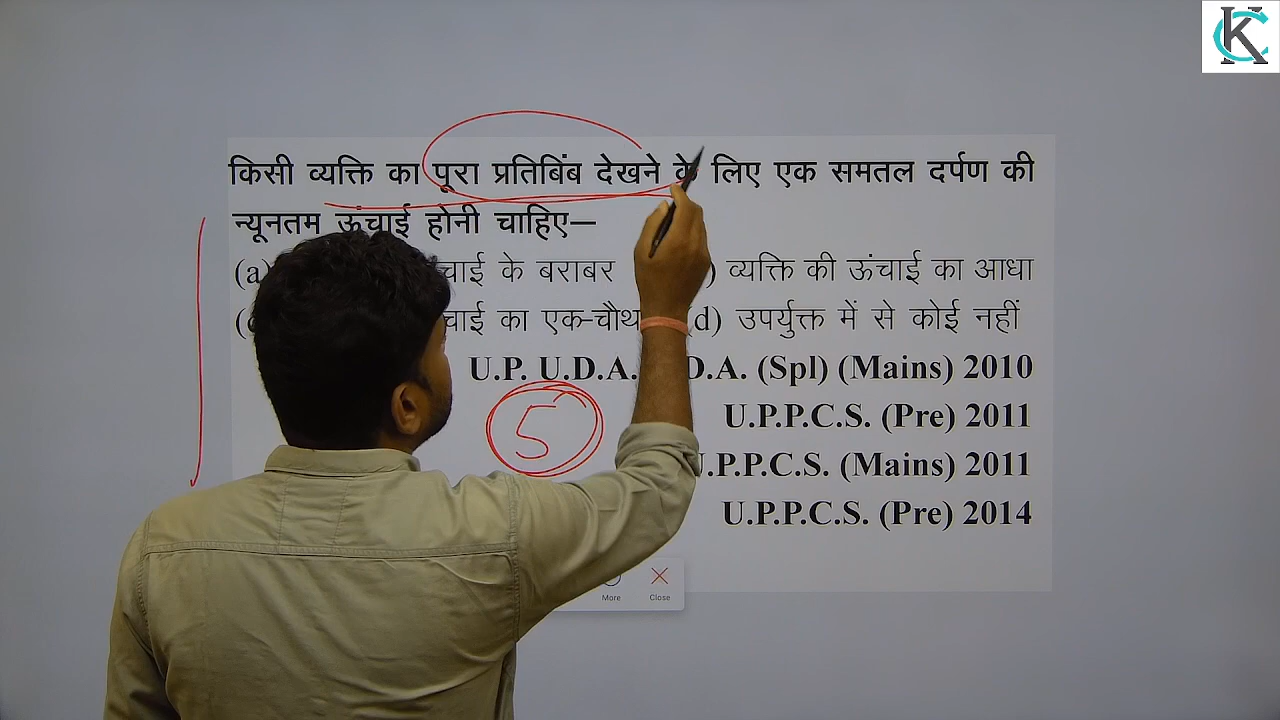 किसी व्यक्ति का पूरा प्रतिबिंब देखने के लिए एक समतल दर्पण की
न्यूनतम ऊंचाई होनी चाहिए–
(a) के बराबर ) व्यक्ति की ऊंचाई का आधा
( का (d) उपर्युक्त में से कोई नहीं
U.P. U.D.A. (Spl) (Mains) 2010
U.P.P.C.S. (Pre) 2011
5
U.P.P.C.S. (Mains) 2011
U.P.P.C.S. (Pre) 2014
More Close
KC